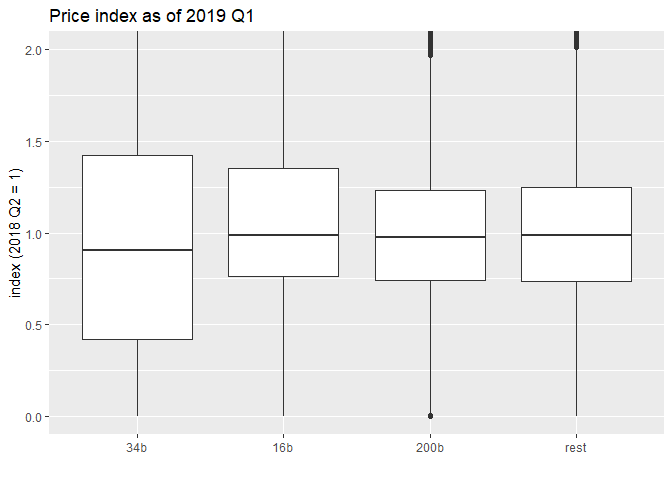 Price index as of 2019 Q1
index (2018 Q2 = 1)
2.0
1.5
1.0
0.5
0.0
34b 16b 200b rest